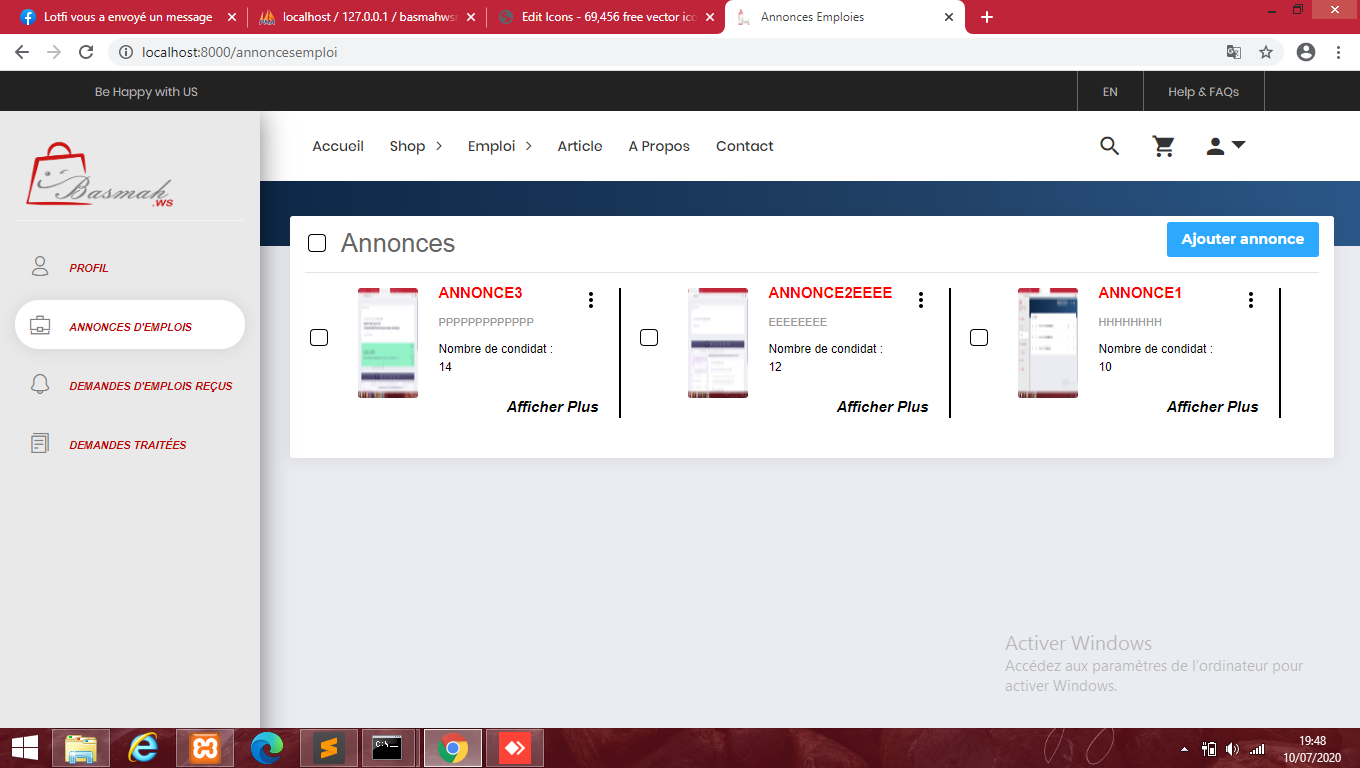 Lotfi vous a envoyé un message
localhost / 127.0.0.1 / basmahws
Edit Icons - 69,456 free vector ico
Annonces Emploies
localhost:8000/annoncesemploi
Be Happy with US
EN
Help & FAQs
Basmah
.ws
Accueil
Shop
Emploi
Article
A Propos
Contact
PROFIL
ANNONCES D'EMPLOIS
DEMANDES D'EMPLOIS REÇUS
DEMANDES TRAITÉES
Annonces
Ajouter annonce
ANNONCE3
PPPPPPPPPPPPP
Nombre de condidat :
14
Afficher Plus
ANNONCE2EEEE
EEEEEEEE
Nombre de condidat :
12
Afficher Plus
ANNONCE1
HHHHHHHH
Nombre de condidat :
10
Afficher Plus
Activer Windows
Accédez aux paramètres de l'ordinateur pour
activer Windows.
19:48
10/07/2020